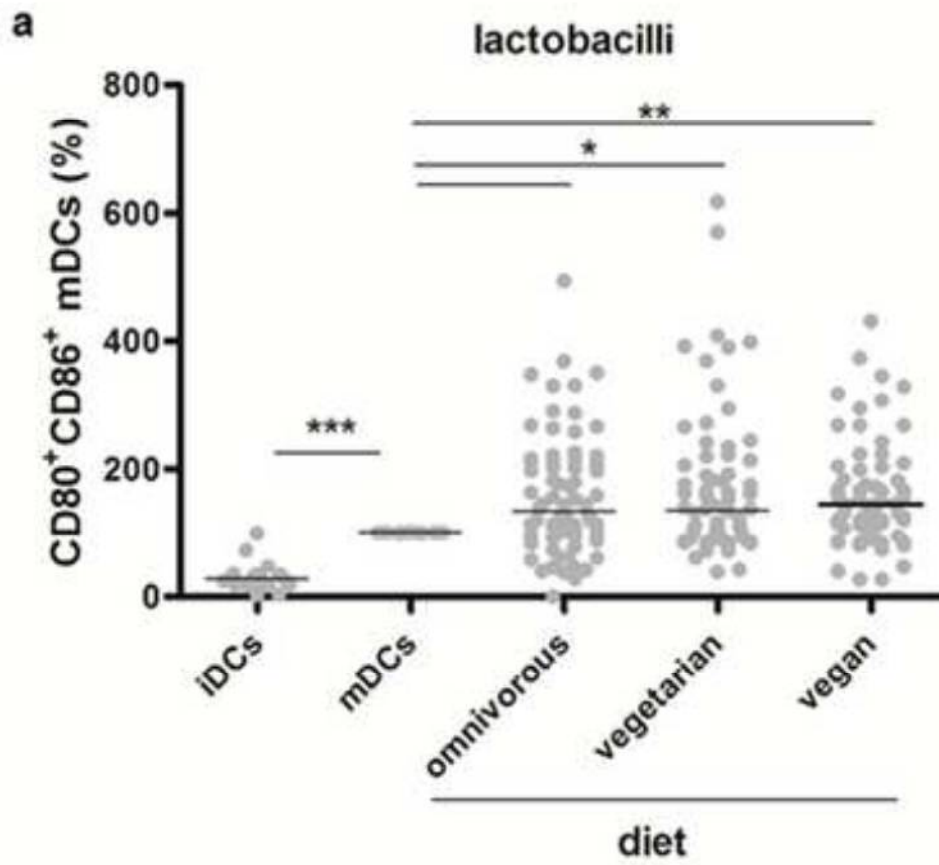 a
lactobacilli
CD80+CD86+ mDCs (%)
800
600
400
200
0
**
*
***
iDCs
mDCs
omnivorous
vegetarian
vegan
diet